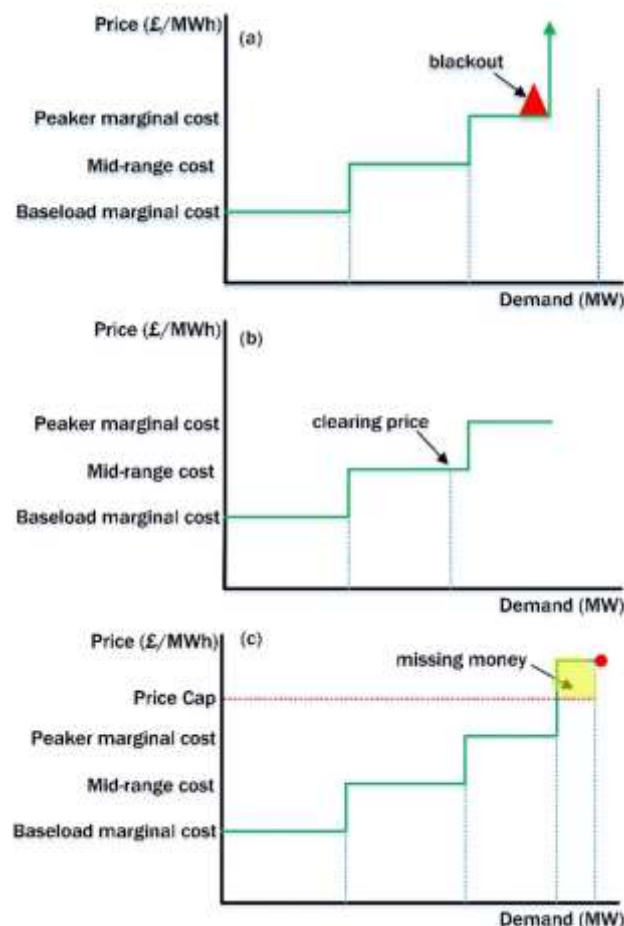 Price (£/MWh)
(a)
blackout
Peaker marginal cost
Mid-range cost
Baseload marginal cost
Demand (MW)
Price (£/MWh)
(b)
Peaker marginal cost
clearing price
Mid-range cost
Baseload marginal cost
Demand (MW)
Price (£/MWh)
(c)
missing money
Price Cap
Peaker marginal cost
Mid-range cost
Baseload marginal cost
Demand (MW)